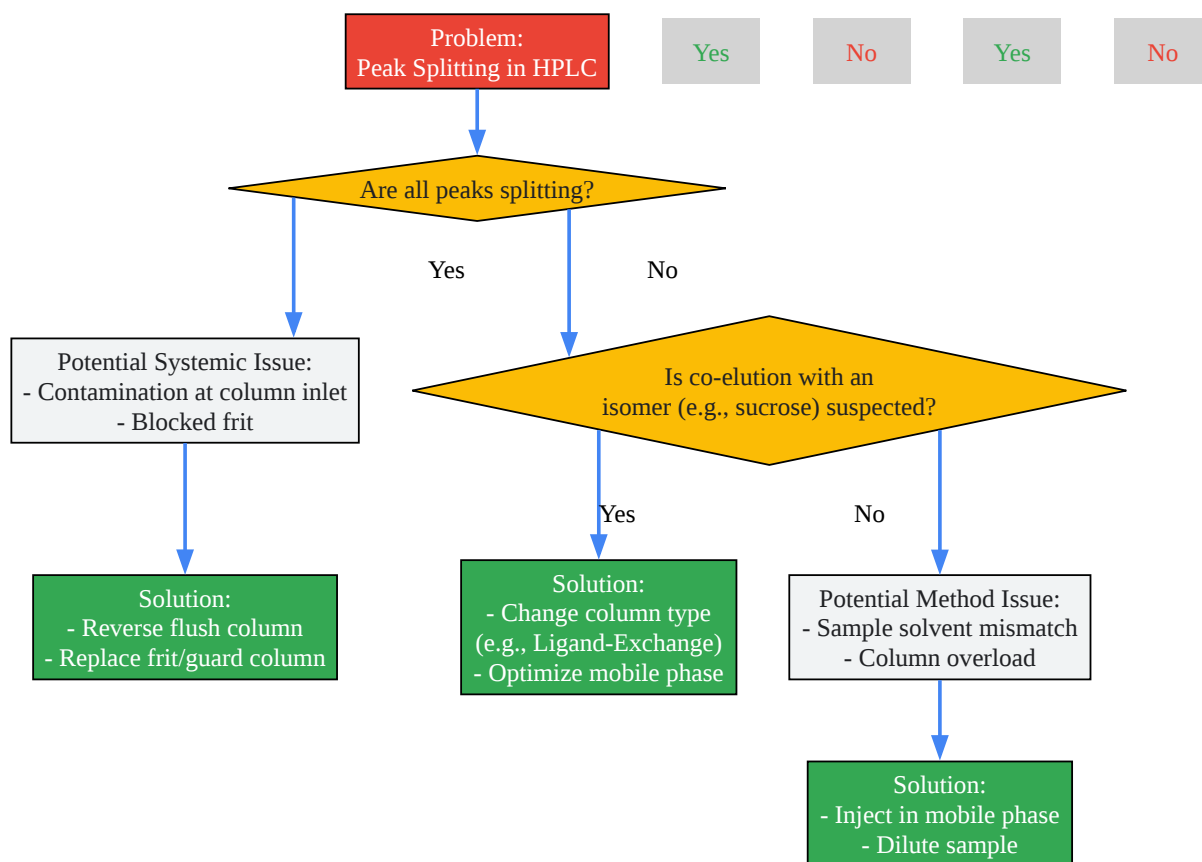 Problem:
Peak Splitting in HPLC
Yes
No
Yes
No
Are all peaks splitting?
Yes
No
Potential Systemic Issue:
- Contamination at column inlet
- Blocked frit
Is co-elution with an
isomer (e.g., sucrose) suspected?
Yes
No
Solution:
- Reverse flush column
- Replace frit/guard column
Solution:
- Change column type
(e.g., Ligand-Exchange)
- Optimize mobile phase
Potential Method Issue:
- Sample solvent mismatch
- Column overload
Solution:
- Inject in mobile phase
- Dilute sample